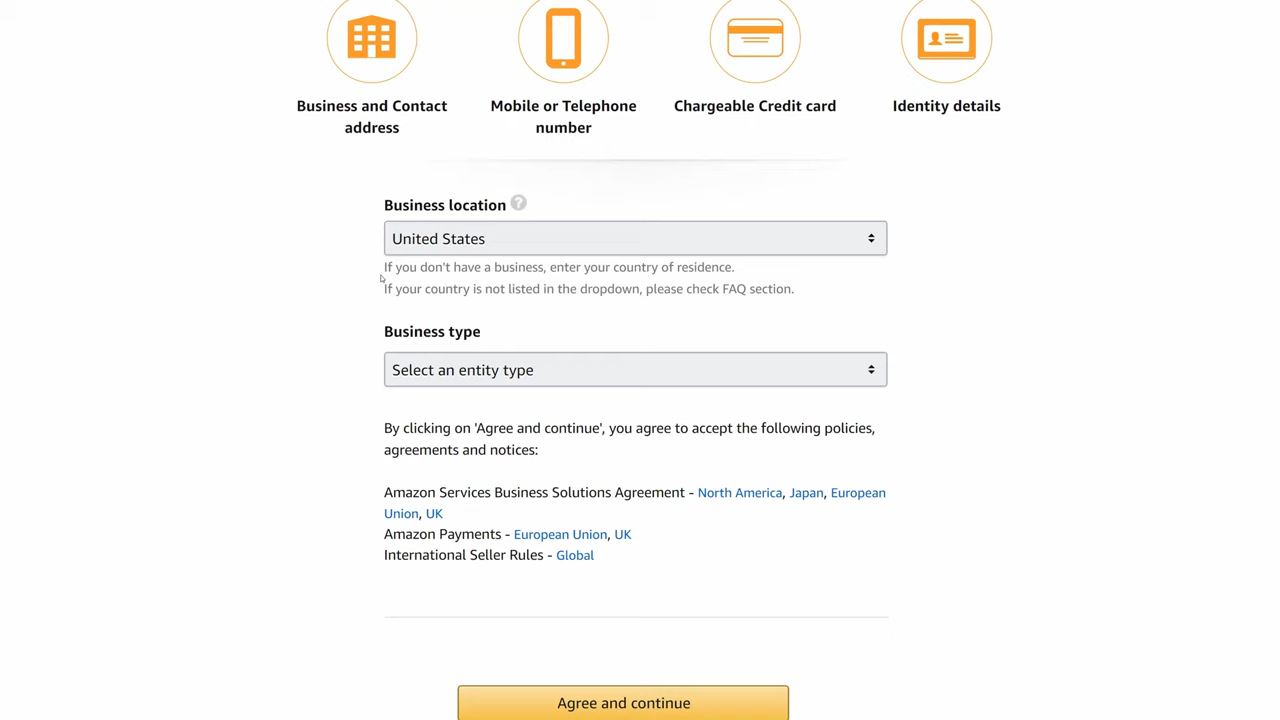 Business and Contact address
Mobile or Telephone number
Chargeable Credit card
Identity details
Business location ?
United States
If you don't have a business, enter your country of residence.
If your country is not listed in the dropdown, please check FAQ section.
Business type
Select an entity type
By clicking on 'Agree and continue', you agree to accept the following policies,
agreements and notices:
Amazon Services Business Solutions Agreement - North America, Japan, European
Union, UK
Amazon Payments - European Union, UK
International Seller Rules - Global
Agree and continue